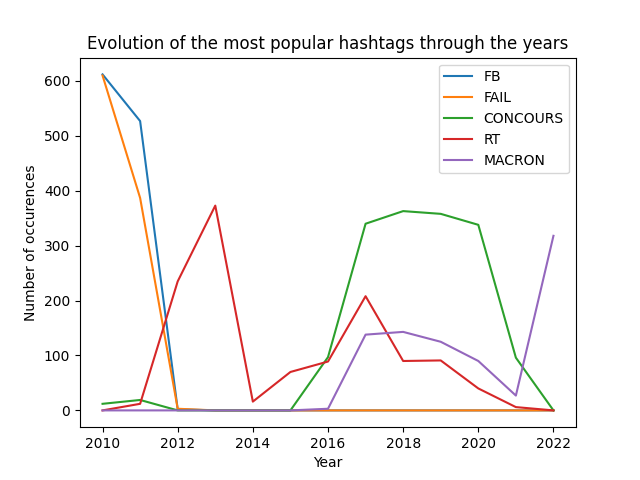 Evolution of the most popular hashtags through the years
FB
FAIL
CONCOURS
RT
MACRON
Number of occurences
600
500
400
300
200
100
0
2010 2012 2014 2016 2018 2020 2022
Year